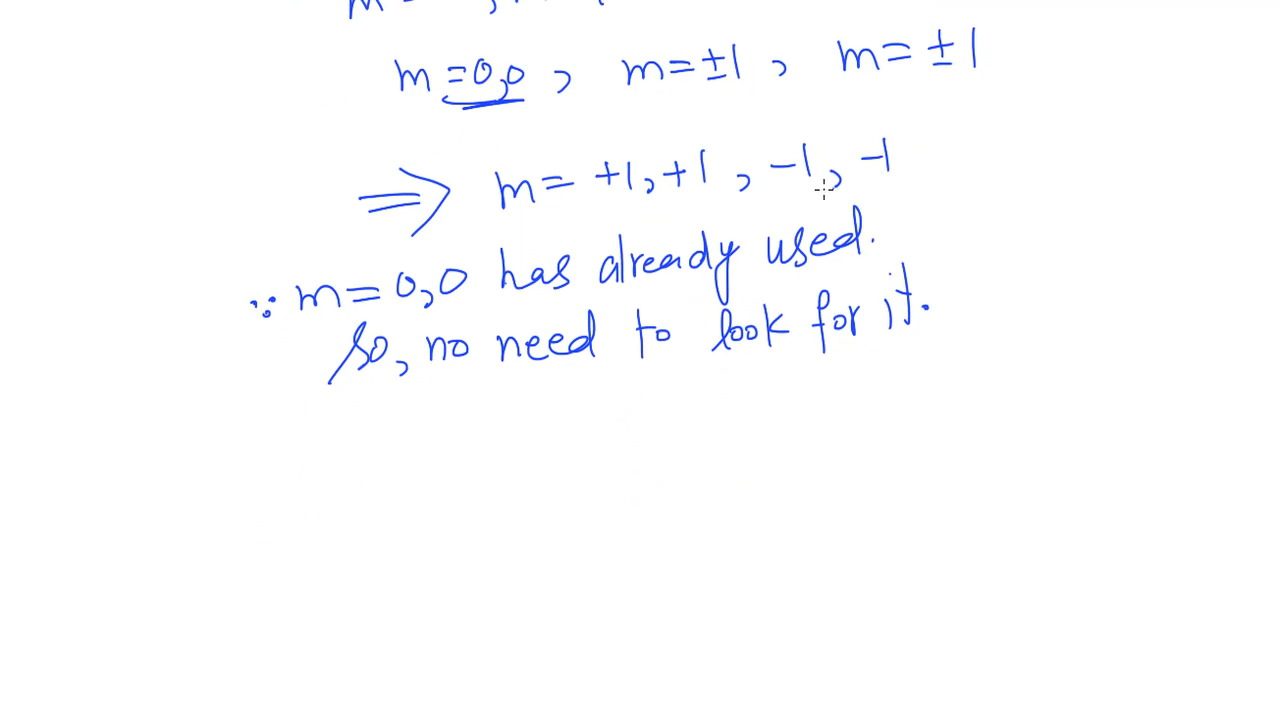 m = 0,0 , m = ±1 , m = ±1
⇒ m = +1, +1 , -1 , -1
∵ m = 0,0 has already used.
so, no need to look for it.